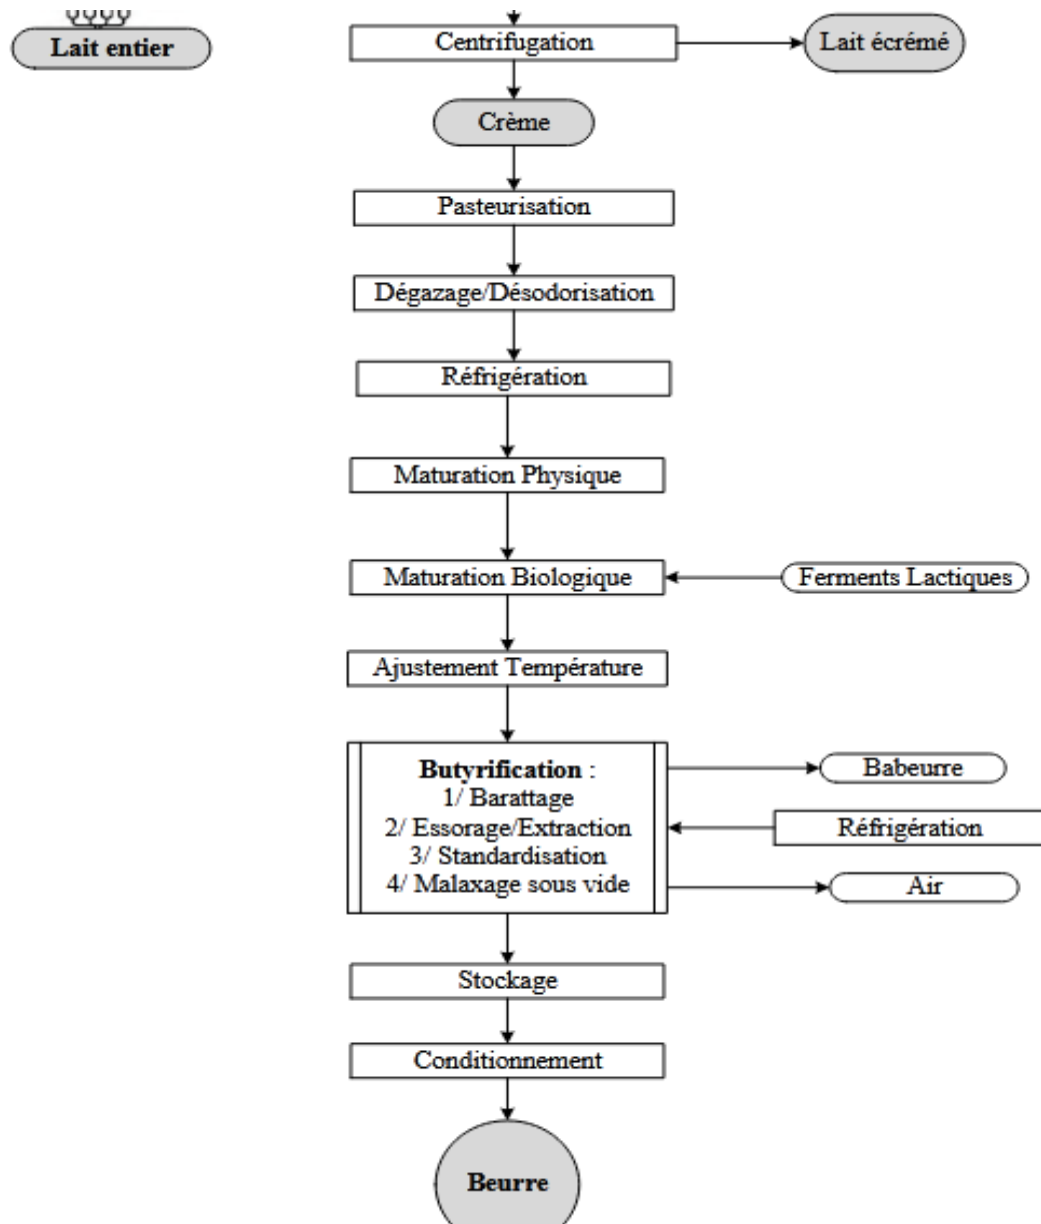 Lait entier
Centrifugation
Lait écrémé
Crème
Pasteurisation
Dégazage/Désodorisation
Réfrigération
Maturation Physique
Maturation Biologique
Ferments Lactiques
Ajustement Température
Butyrification :
1/ Barattage
2/ Essorage/Extraction
3/ Standardisation
4/ Malaxage sous vide
Babeurre
Réfrigération
Air
Stockage
Conditionnement
Beurre